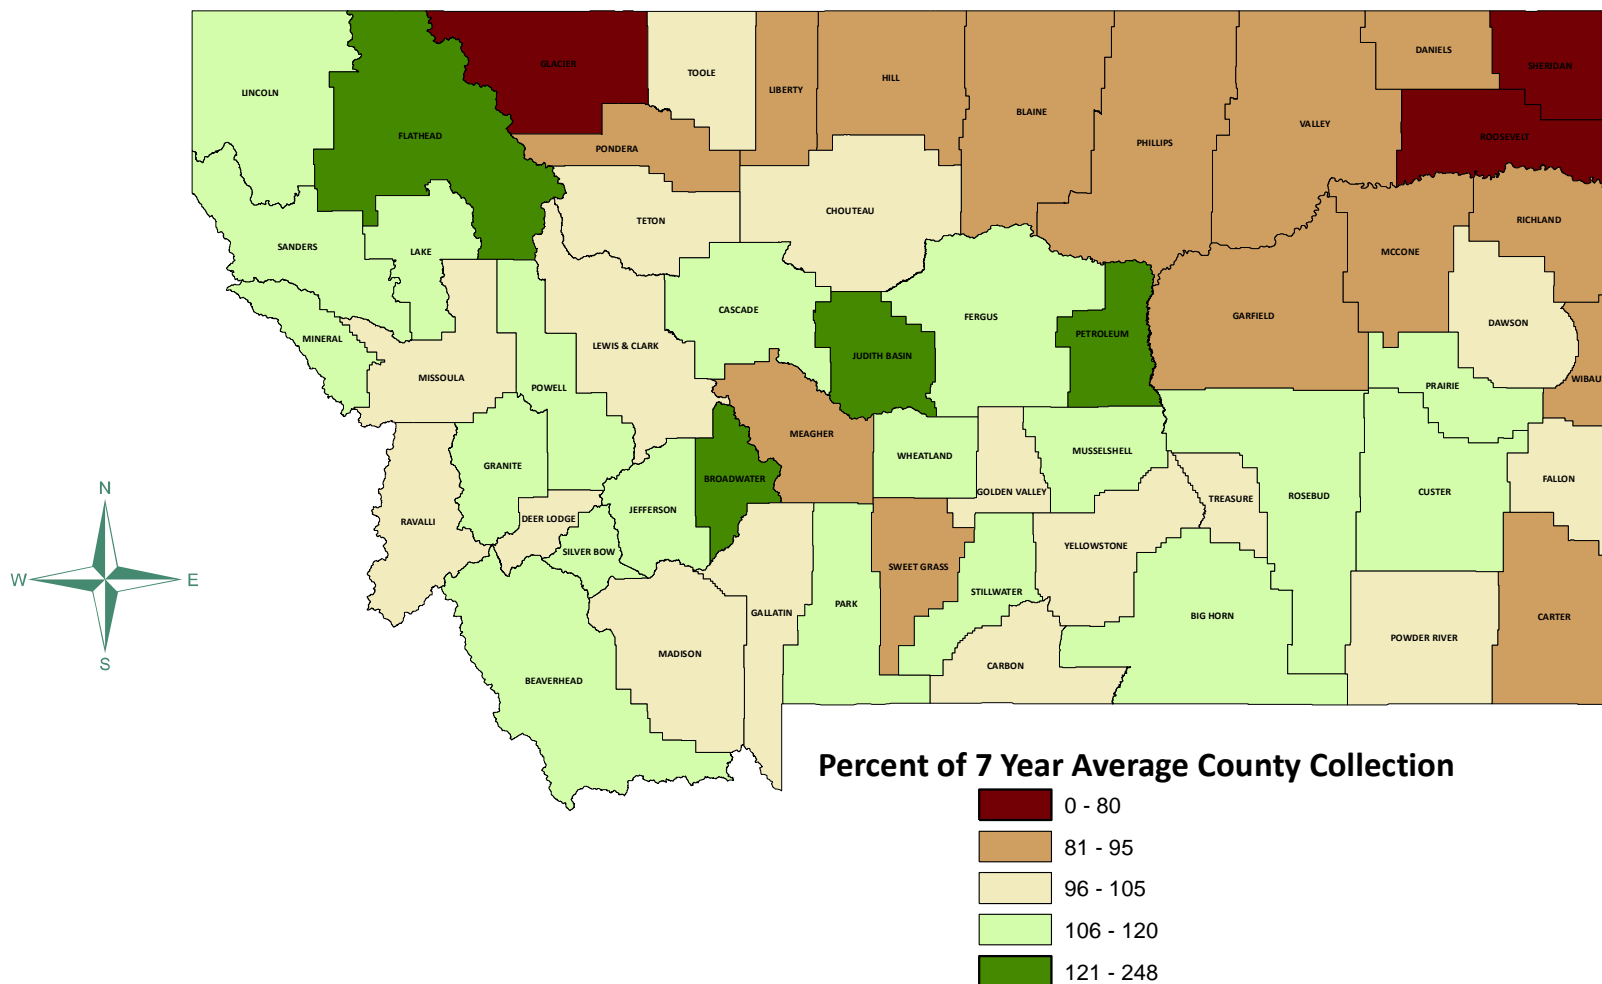 GLACIER
TOOLE
LIBERTY
HILL
BLAINE
PHILLIPS
VALLEY
DANIELS
SHERIDAN
LINCOLN
FLATHEAD
PONDERA
ROOSEVELT
TETON
CHOUTEAU
RICHLAND
SANDERS
LAKE
MCCONE
CASCADE
FERGUS
GARFIELD
DAWSON
MINERAL
LEWIS & CLARK
JUDITH BASIN
PETROLEUM
MISSOULA
POWELL
PRAIRIE
WIBAU
MEAGHER
WHEATLAND
MUSSELSHELL
GRANITE
BROADWATER
GOLDEN VALLEY
TREASURE
ROSEBUD
CUSTER
FALLON
N
RAVALLI
DEER LODGE
JEFFERSON
SILVER BOW
YELLOWSTONE
SWEET GRASS
W
E
STILLWATER
PARK
GALLATIN
BIG HORN
CARTER
POWDER RIVER
S
MADISON
CARBON
BEAVERHEAD
Percent of 7 Year Average County Collection
0 - 80
81 - 95
96 - 105
106 - 120
121 - 248